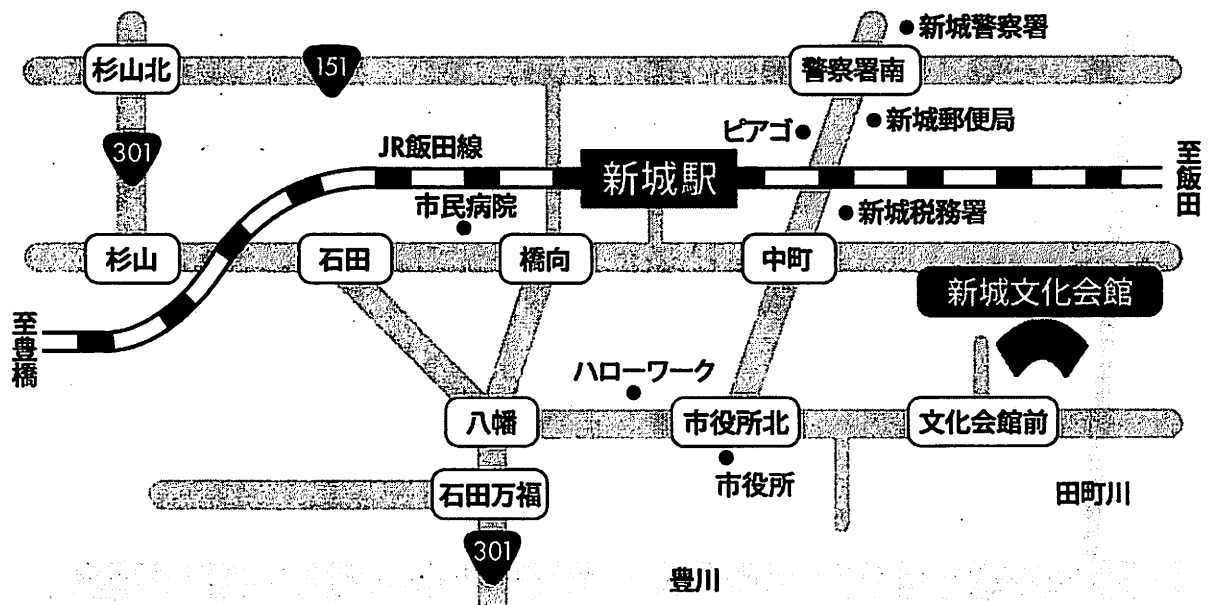 新城警察署
杉山北
151
警察署南
ピアゴ
新城郵便局
301
JR飯田線
新城駅
至飯田
市民病院
新城税務署
杉山
石田
橋向
中町
新城文化会館
至豊橋
ハローワーク
八幡
市役所北
文化会館前
市役所
石田万福
田町川
301
豊川